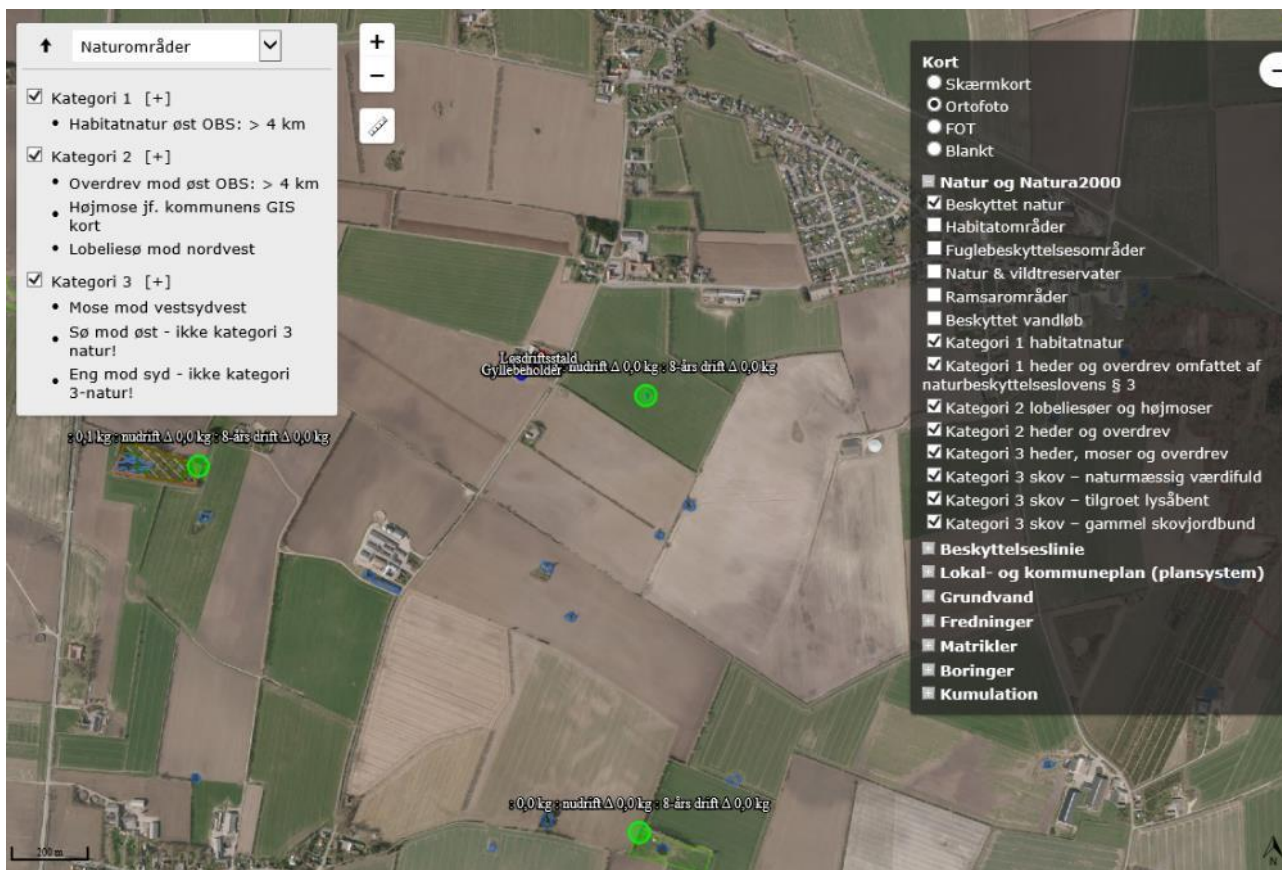 Naturområder
Kategori 1 [+]
Habitatnatur øst OBS: > 4 km
Kategori 2 [+]
Overdrev mod øst OBS: > 4 km
Højmose jf. kommunens GIS
kort
Lobeliesø mod nordvest
Kategori 3 [+]
Mose mod vestsydvest
Sø mod øst - ikke kategori 3
natur!
Eng mod syd - ikke kategori
3-natur!
+
−
Kort
Skærmkort
Ortofoto
FOT
Blankt
Natur og Natura2000
Beskyttet natur
Habitatområder
Fuglebeskyttelsesområder
Natur & vildtreservater
Ramsarområder
Beskyttet vandløb
Kategori 1 habitatnatur
Kategori 1 heder og overdrev omfattet af
naturbeskyttelseslovens § 3
Kategori 2 lobeliesøer og højmoser
Kategori 2 heder og overdrev
Kategori 3 heder, moser og overdrev
Kategori 3 skov – naturmæssig værdifuld
Kategori 3 skov – tilgroet lysåbent
Kategori 3 skov – gammel skovjordbund
Beskyttelseslinie
Lokal- og kommuneplan (plansystem)
Grundvand
Fredninger
Matrikler
Boringer
Kumulation
Løsdriftsstald
Gyllebeholder nudrift Δ 0,0 kg : 8-års drift Δ 0,0 kg
: 0,1 kg : nudrift Δ 0,0 kg : 8-års drift Δ 0,0 kg
: 0,0 kg : nudrift Δ 0,0 kg : 8-års drift Δ 0,0 kg
200 m
N